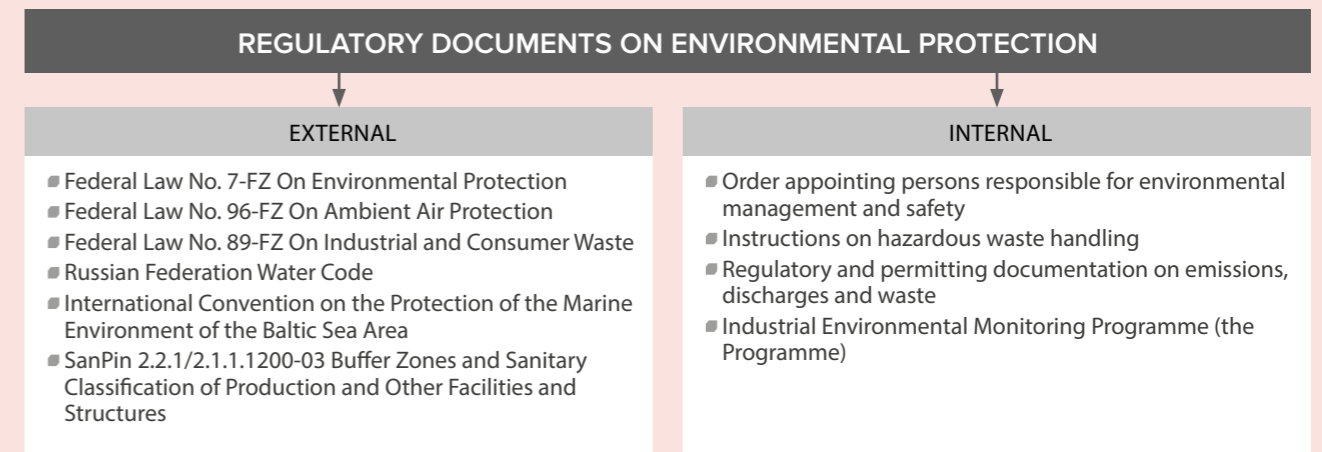 REGULATORY DOCUMENTS ON ENVIRONMENTAL PROTECTION
EXTERNAL
Federal Law No. 7-FZ On Environmental Protection
Federal Law No. 96-FZ On Ambient Air Protection
Federal Law No. 89-FZ On Industrial and Consumer Waste
Russian Federation Water Code
International Convention on the Protection of the Marine
Environment of the Baltic Sea Area
SanPin 2.2.1/2.1.1.1200-03 Buffer Zones and Sanitary
Classification of Production and Other Facilities and
Structures
INTERNAL
Order appointing persons responsible for environmental
management and safety
Instructions on hazardous waste handling
Regulatory and permitting documentation on emissions,
discharges and waste
Industrial Environmental Monitoring Programme (the
Programme)